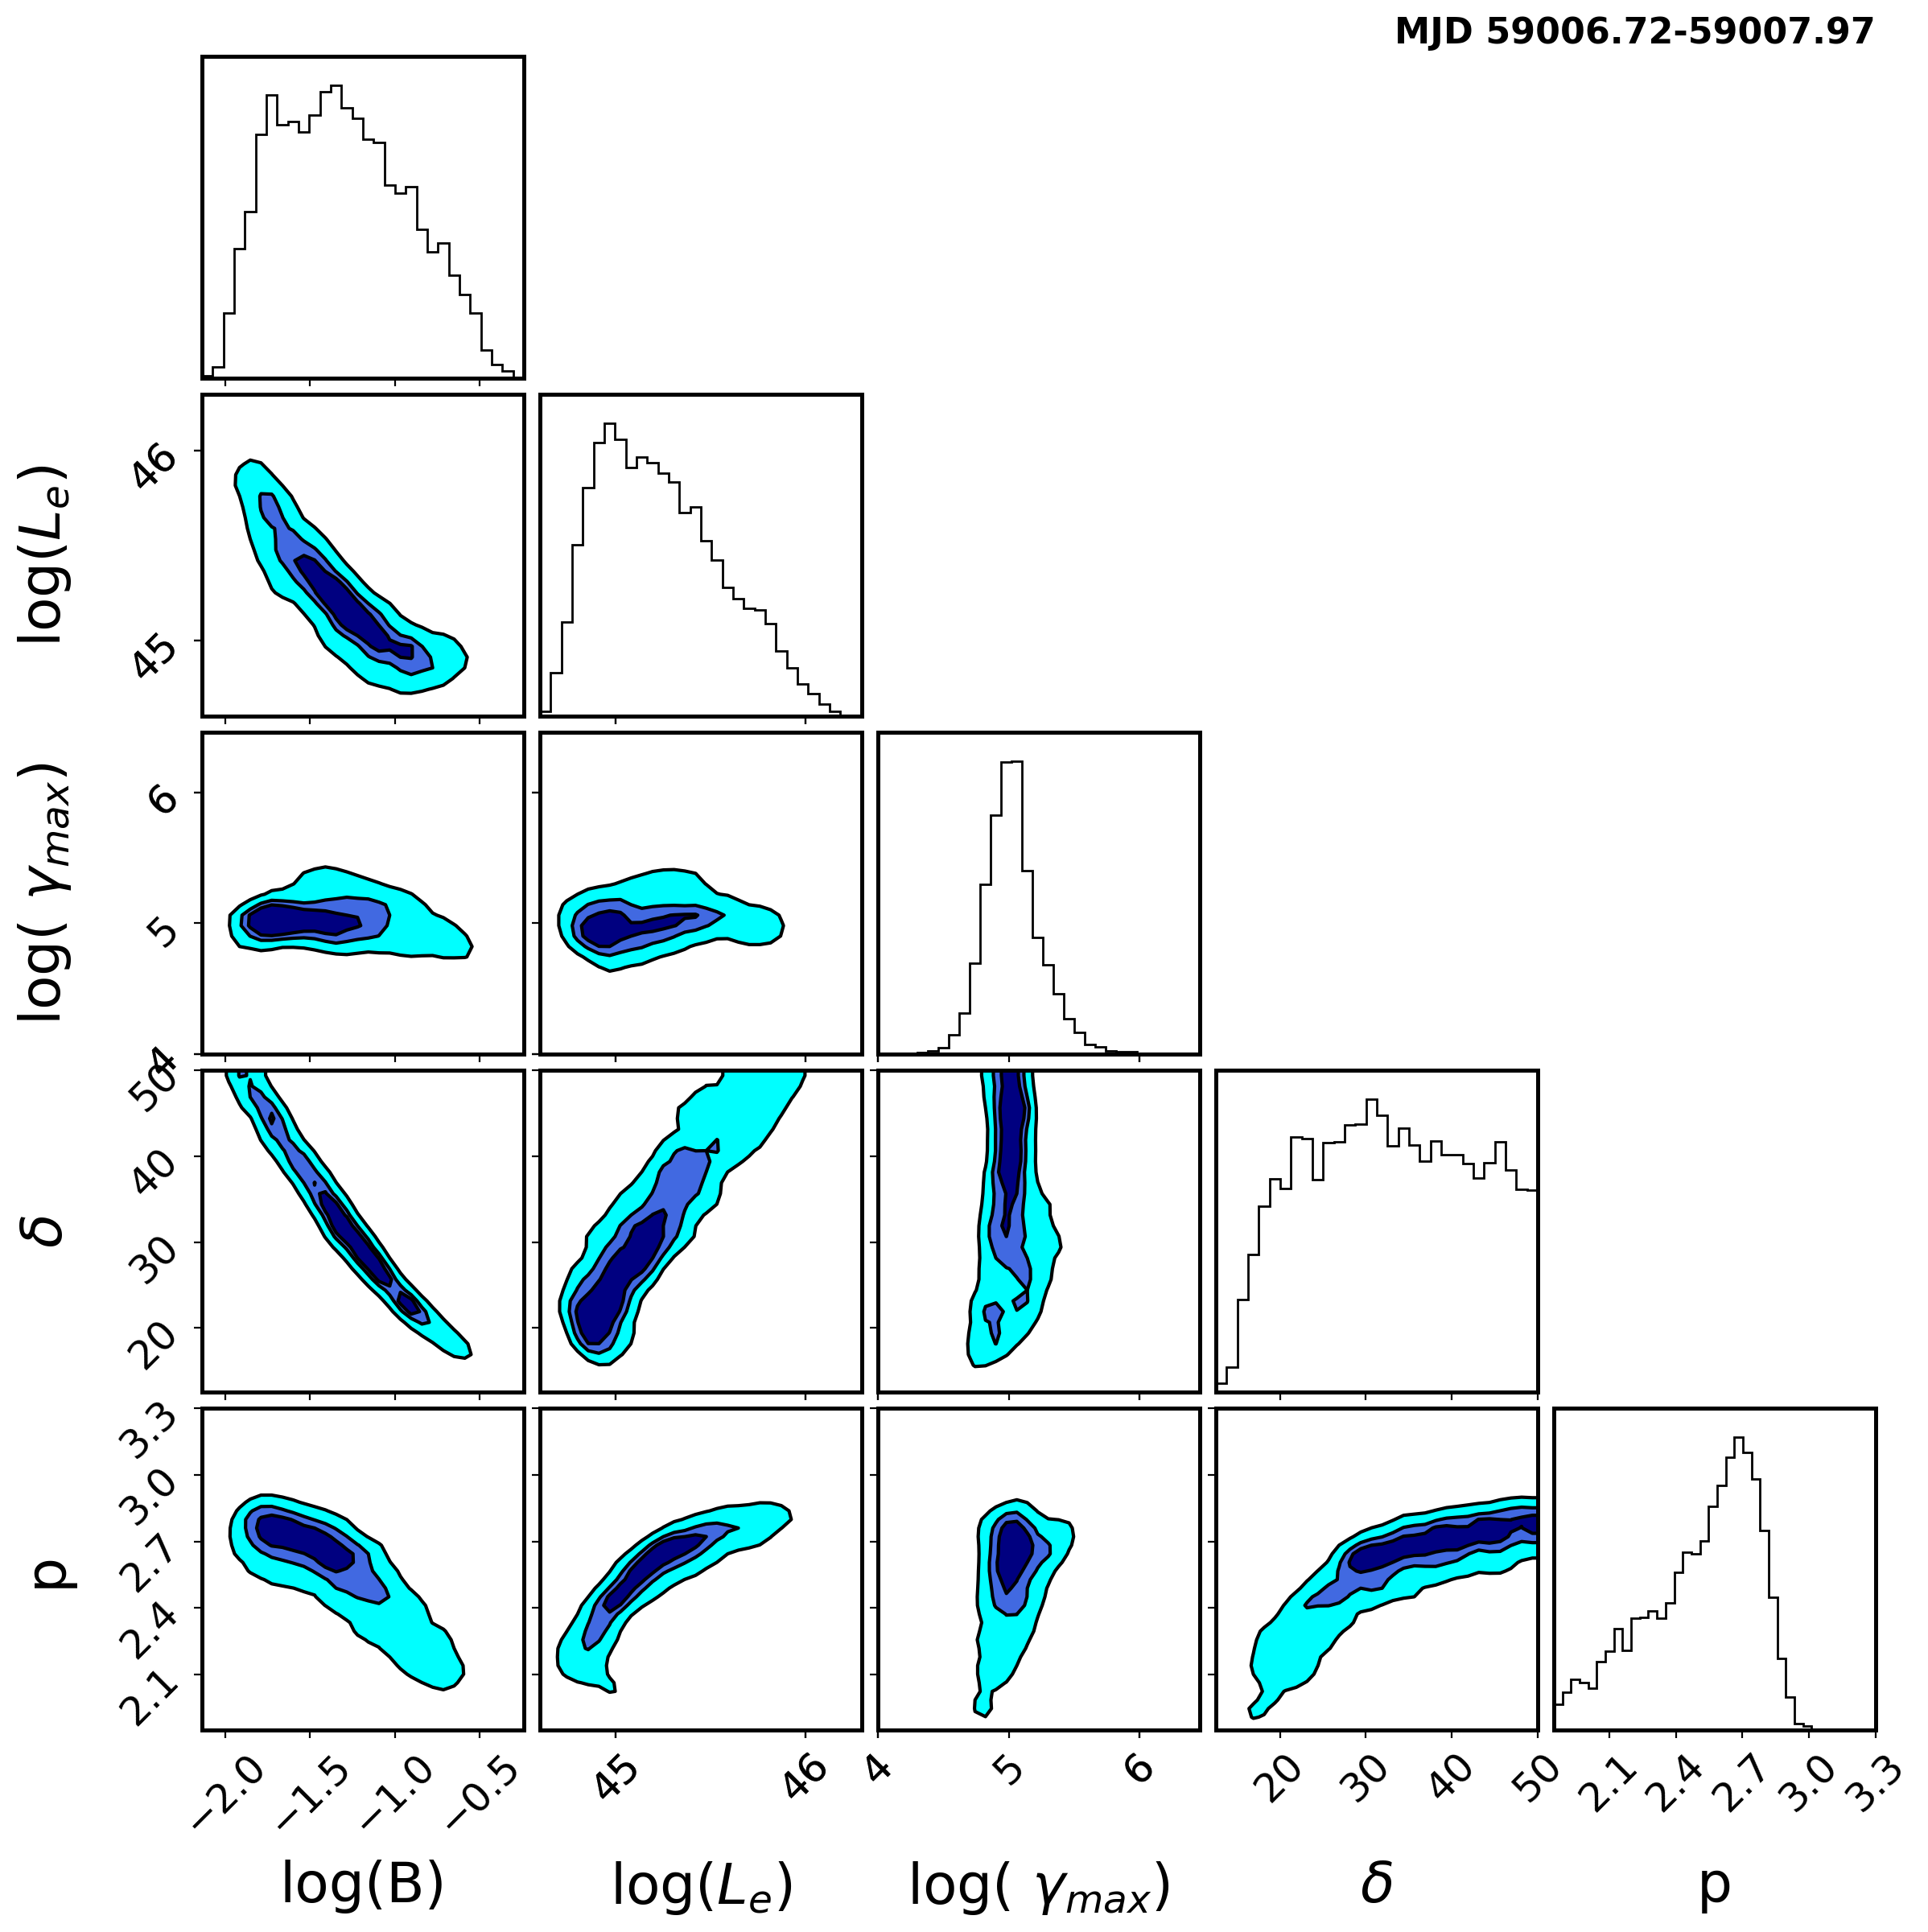 MJD 59006.72-59007.97
log(Lₑ)
46
45
log( γₘₐₓ)
6
5
4
δ
50
40
30
20
p
3.3
3.0
2.7
2.4
2.1
−2.0 −1.5 −1.0 −0.5 45 46 4 5 6 20 30 40 50 2.1 2.4 2.7 3.0 3.3
log(B) log(Lₑ) log( γₘₐₓ) δ p